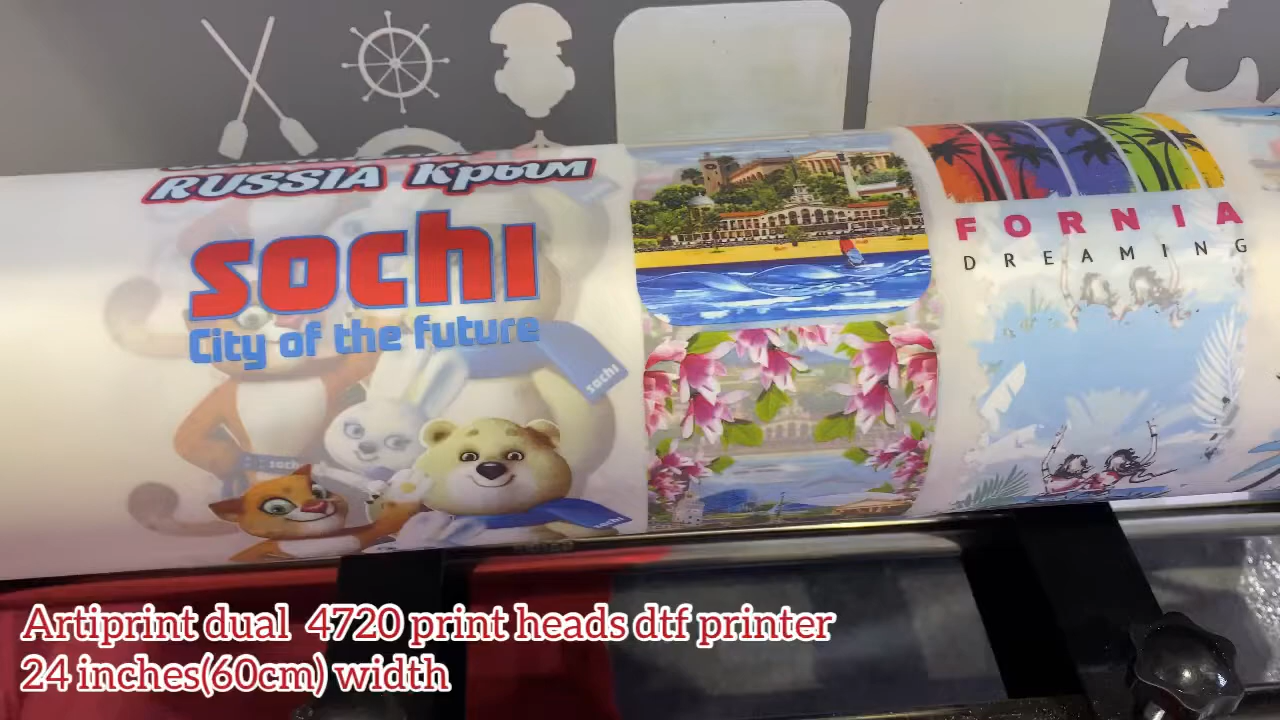 RUSSIA Крым
sochi
City of the future
sochi
sochi
sochi
FORNIA
DREAMING
Artiprint dual 4720 print heads dtf printer
24 inches(60cm) width